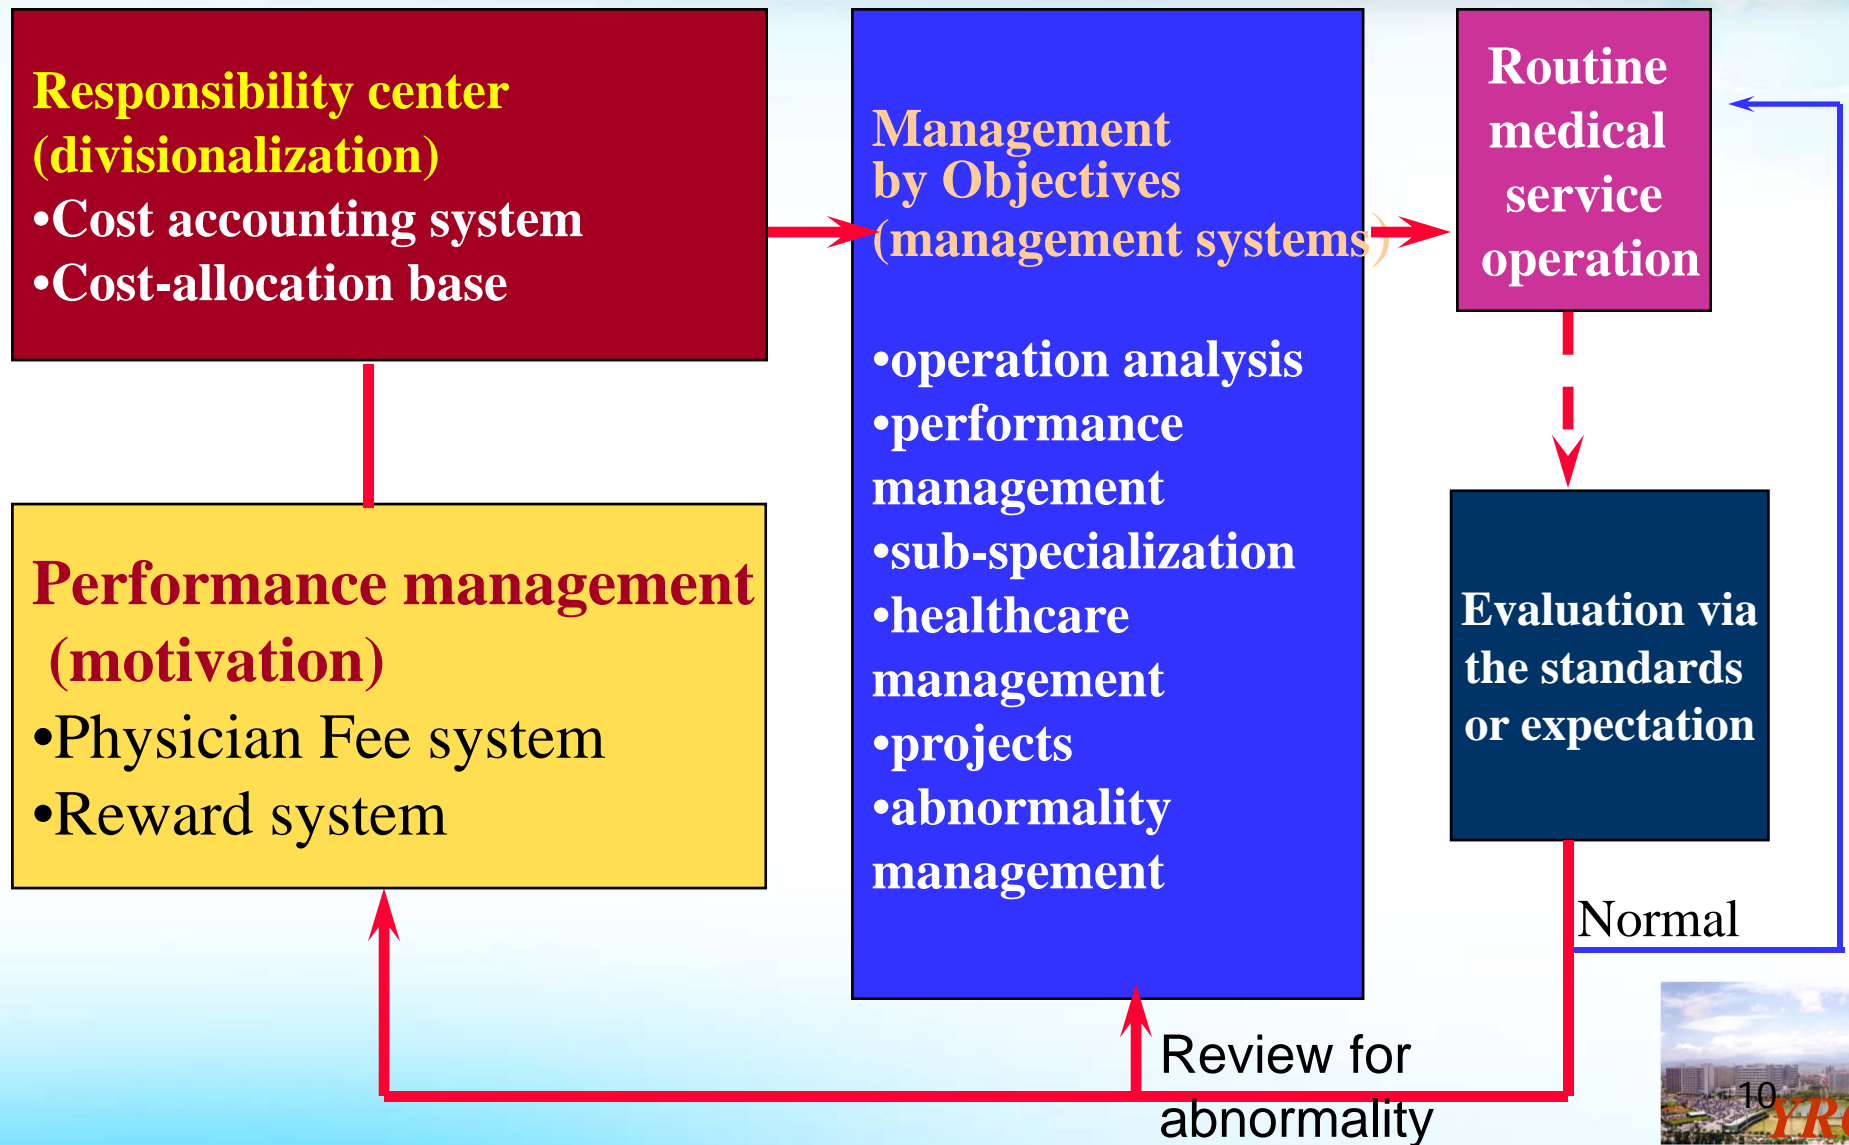 Responsibility center
(divisionalization)
•Cost accounting system
•Cost-allocation base
Performance management
(motivation)
•Physician Fee system
•Reward system
Management
by Objectives
(management systems)
•operation analysis
•performance
management
•sub-specialization
•healthcare
management
•projects
•abnormality
management
Routine
medical
service
operation
Evaluation via
the standards
or expectation
Normal
Review for
abnormality
10